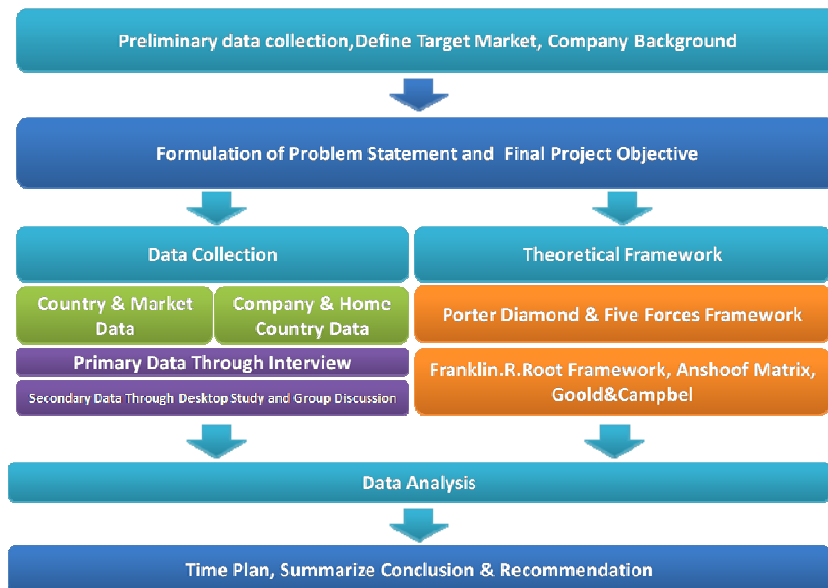 Preliminary data collection,Define Target Market, Company Background
Formulation of Problem Statement and Final Project Objective
Data Collection
Country & Market
Data
Company & Home
Country Data
Primary Data Through Interview
Secondary Data Through Desktop Study and Group Discussion
Theoretical Framework
Porter Diamond & Five Forces Framework
Franklin.R.Root Framework, Anshoof Matrix,
Goold&Campbel
Data Analysis
Time Plan, Summarize Conclusion & Recommendation